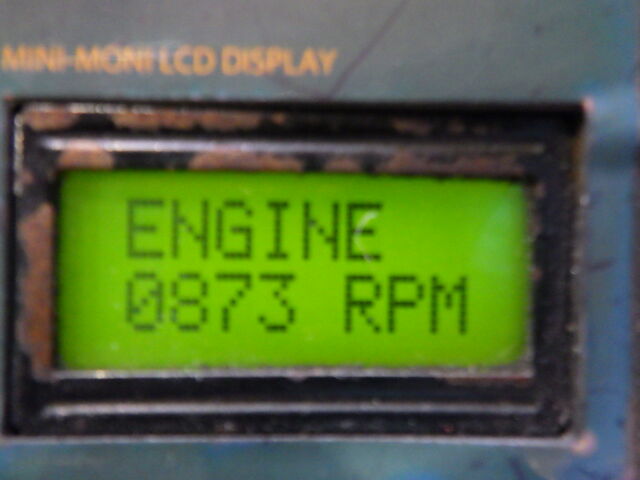 MINI-MONI LCD DISPLAY
ENGINE
0873 RPM